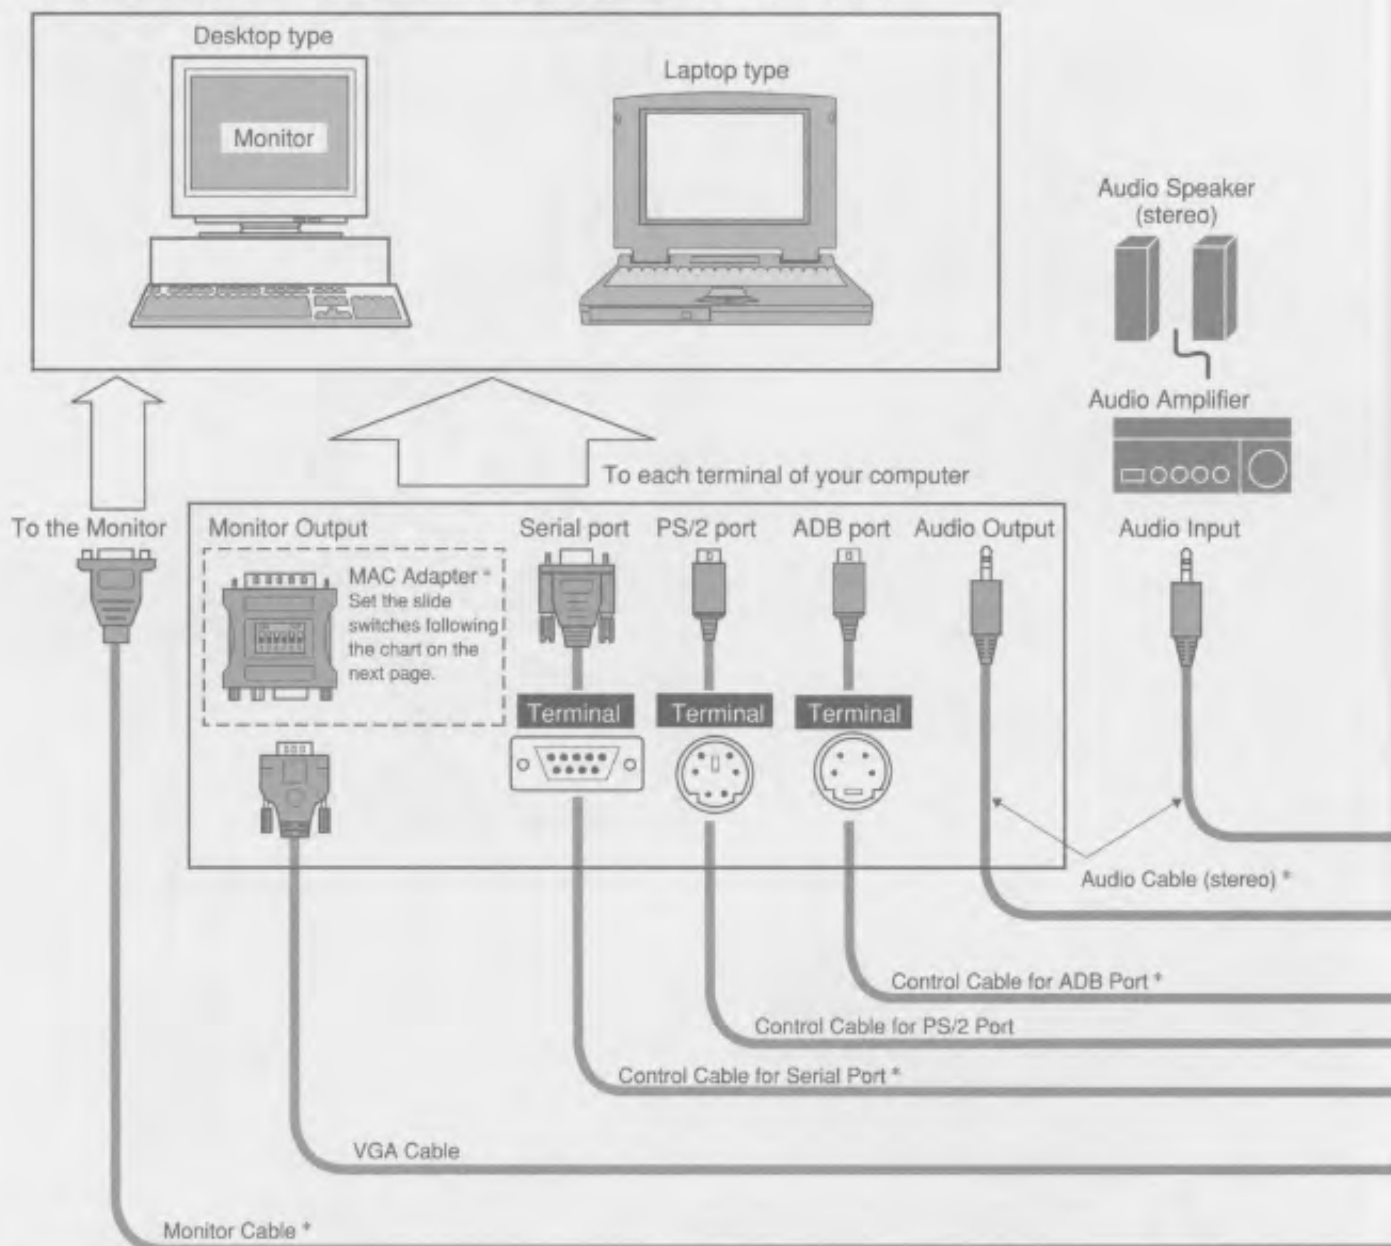 Desktop type
Laptop type
Monitor
Audio Speaker
(stereo)
Audio Amplifier
To each terminal of your computer
To the Monitor
Monitor Output
Serial port
PS/2 port
ADB port
Audio Output
Audio Input
MAC Adapter *
Set the slide
switches following
the chart on the
next page.
Terminal
Terminal
Terminal
Audio Cable (stereo) *
Control Cable for ADB Port *
Control Cable for PS/2 Port
Control Cable for Serial Port *
VGA Cable
Monitor Cable *